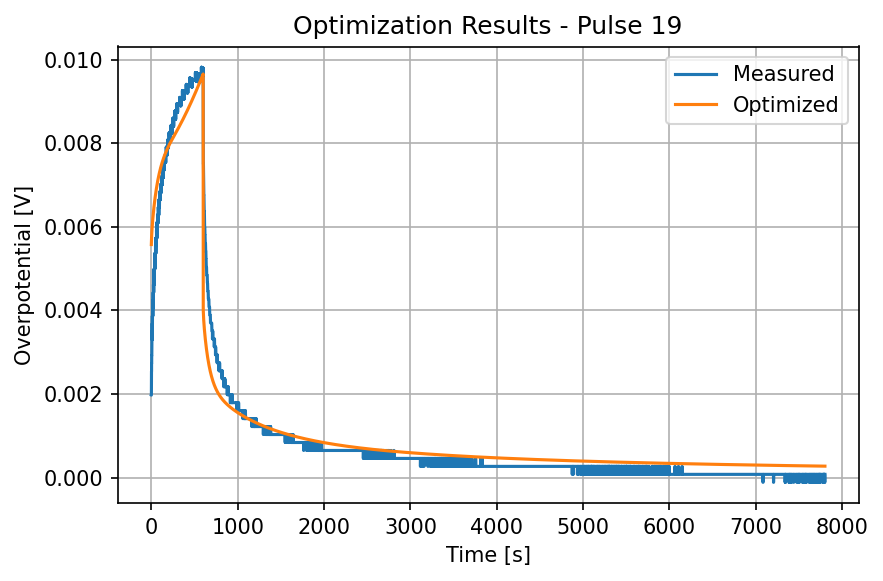 Optimization Results - Pulse 19
Measured
Optimized
Overpotential [V]
0.010
0.008
0.006
0.004
0.002
0.000
0 1000 2000 3000 4000 5000 6000 7000 8000
Time [s]